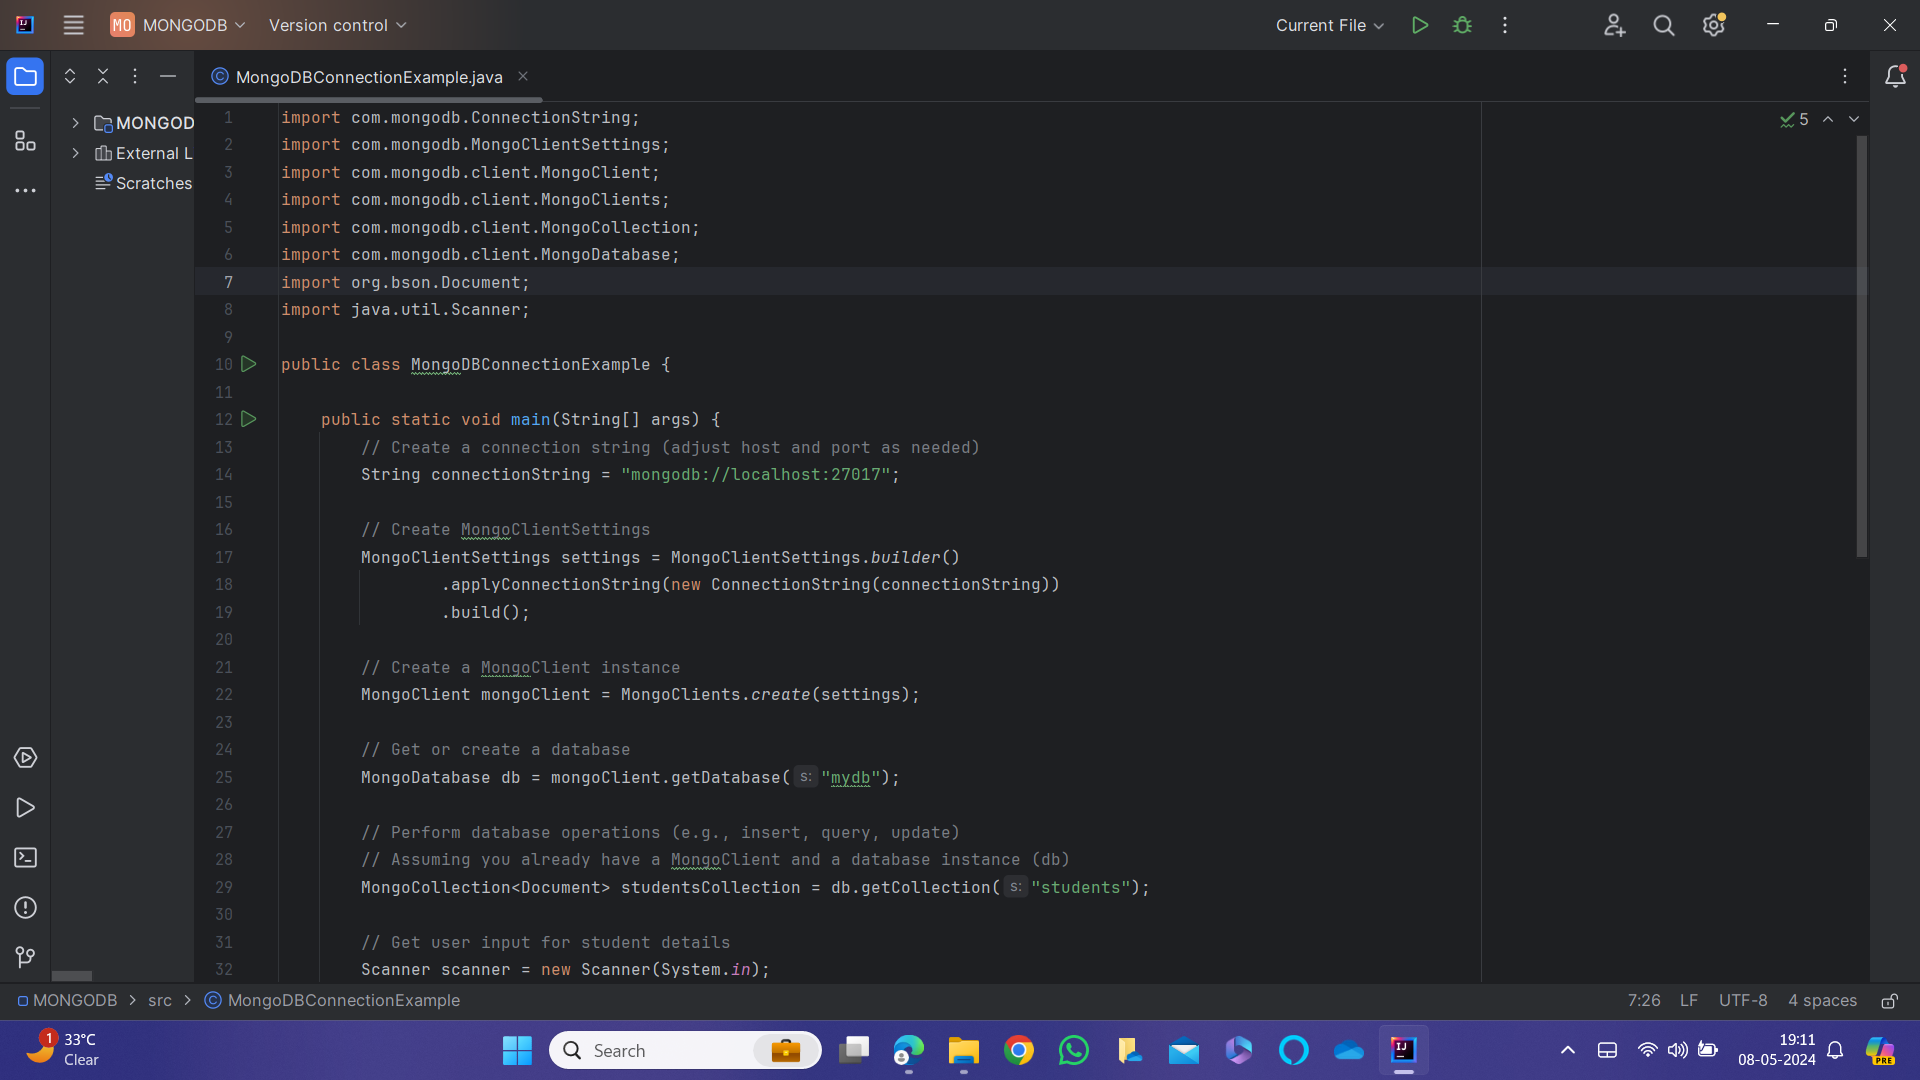 MO MONGODB Version control Current File
MongoDBConnectionExample.java
MONGOD
External L
Scratches
5
1 import com.mongodb.ConnectionString;
2 import com.mongodb.MongoClientSettings;
3 import com.mongodb.client.MongoClient;
4 import com.mongodb.client.MongoClients;
5 import com.mongodb.client.MongoCollection;
6 import com.mongodb.client.MongoDatabase;
7 import org.bson.Document;
8 import java.util.Scanner;
9
10 public class MongoDBConnectionExample {
11
12 public static void main(String[] args) {
13 // Create a connection string (adjust host and port as needed)
14 String connectionString = "mongodb://localhost:27017";
15
16 // Create MongoClientSettings
17 MongoClientSettings settings = MongoClientSettings.builder()
18 .applyConnectionString(new ConnectionString(connectionString))
19 .build();
20
21 // Create a MongoClient instance
22 MongoClient mongoClient = MongoClients.create(settings);
23
24 // Get or create a database
25 MongoDatabase db = mongoClient.getDatabase( s: "mydb");
26
27 // Perform database operations (e.g., insert, query, update)
28 // Assuming you already have a MongoClient and a database instance (db)
29 MongoCollection<Document> studentsCollection = db.getCollection( s: "students");
30
31 // Get user input for student details
32 Scanner scanner = new Scanner(System.in);
MONGODB > src > MongoDBConnectionExample 7:26 LF UTF-8 4 spaces
1 33°C
Clear
Search
19:11
08-05-2024
PRE